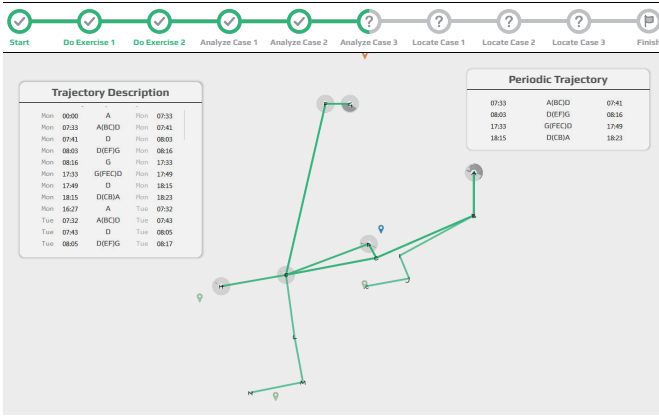 Start Do Exercise 1 Do Exercise 2 Analyze Case 1 Analyze Case 2 Analyze Case 3 Locate Case 1 Locate Case 2 Locate Case 3 Finish
Trajectory Description
Mon 00:00 A Mon 07:33
Mon 07:33 A(BC)D Mon 07:41
Mon 07:41 D Mon 08:03
Mon 08:03 D(EF)G Mon 08:16
Mon 08:16 G Mon 17:33
Mon 17:33 G(FEC)D Mon 17:49
Mon 17:49 D Mon 18:15
Mon 18:15 D(CB)A Mon 18:23
Mon 16:27 A Tue 07:32
Tue 07:32 A(BC)D Tue 07:43
Tue 07:43 D Tue 08:05
Tue 08:05 D(EF)G Tue 08:17
Periodic Trajectory
07:33 A(BC)D 07:41
08:03 D(EF)G 08:16
17:33 G(FEC)D 17:49
18:15 D(CB)A 18:23
H
L
M
N
J